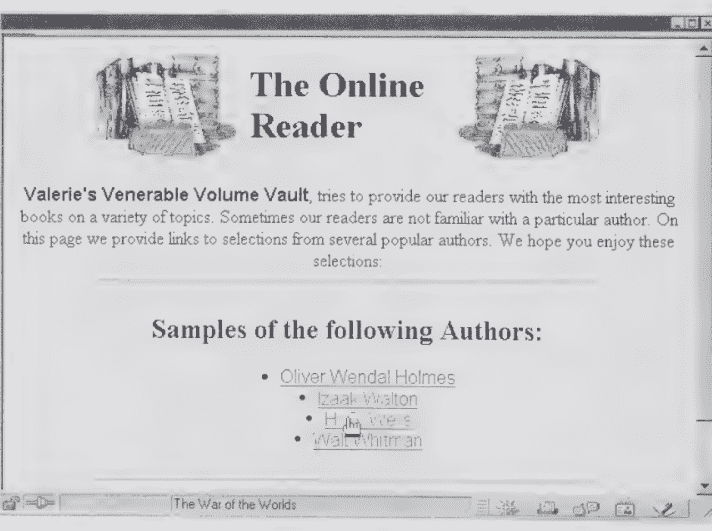 The Online
Reader
Valerie's Venerable Volume Vault, tries to provide our readers with the most interesting
books on a variety of topics. Sometimes our readers are not familiar with a particular author. On
this page we provide links to selections from several popular authors. We hope you enjoy these
selections:
Samples of the following Authors:
• Oliver Wendal Holmes
• Izaak Walton
• H
• Walt Whitman
The War of the Worlds